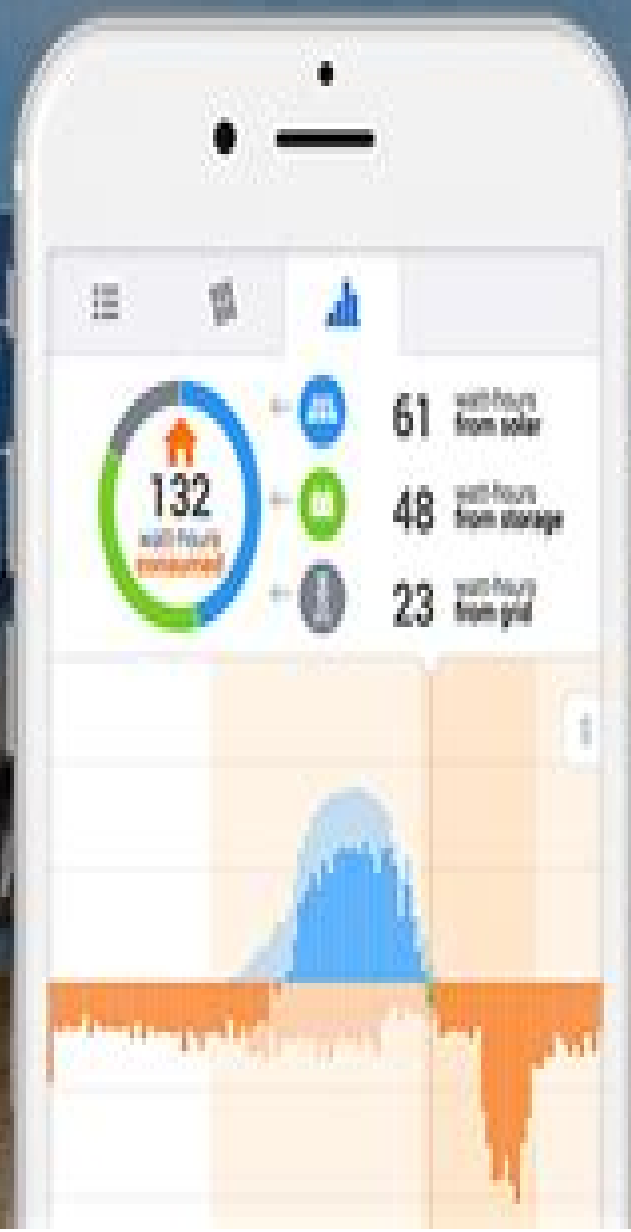 132
watt-hours
consumed
61
watt-hours
from solar
48
watt-hours
from storage
23
watt-hours
from grid